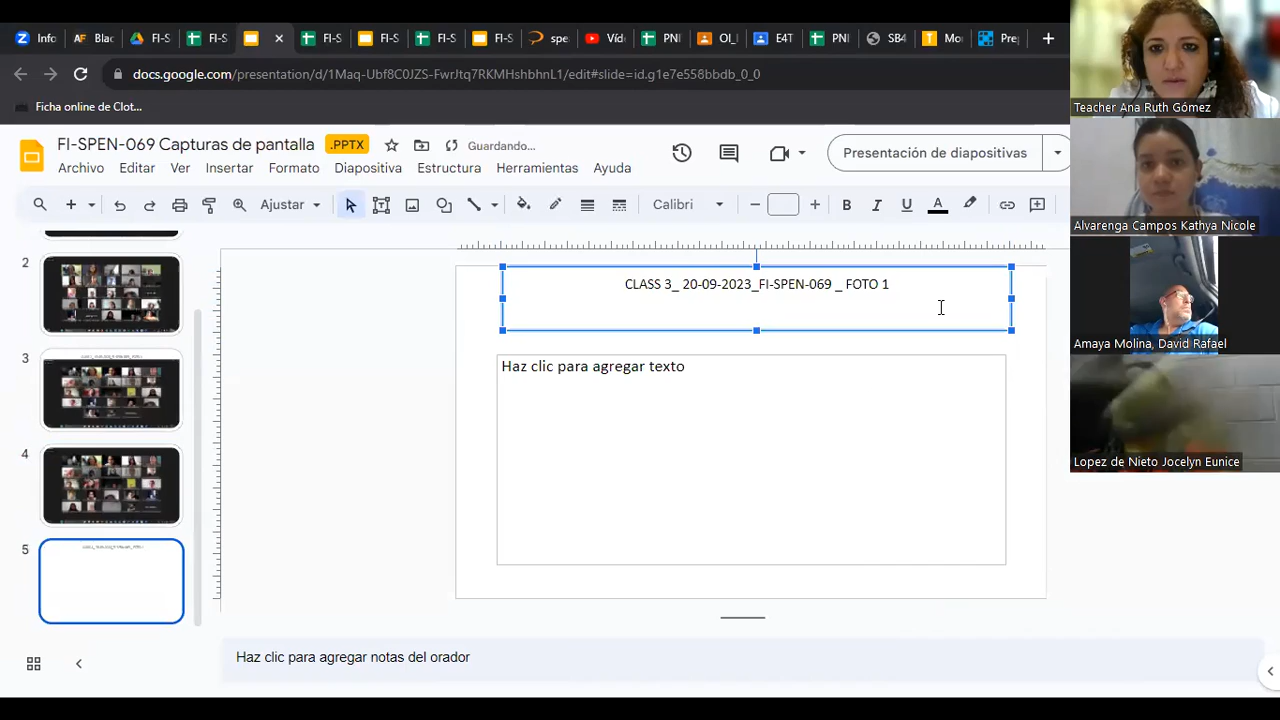 Info
Blac
FI-S
FI-S
FI-S
FI-S
FI-S
FI-S
spe
Víd
PNI
OI_I
E4T
PNI
SB4
Mo
Pre
docs.google.com/presentation/d/1Maq-Ubf8C0JZS-FwrJtq7RKMHshbhnL1/edit#slide=id.g1e7e558bbdb_0_0
Ficha online de Clot...
FI-SPEN-069 Capturas de pantalla .PPTX Guardando...
Archivo Editar Ver Insertar Formato Diapositiva Estructura Herramientas Ayuda
Presentación de diapositivas
Ajustar
Calibri
B I U A
2
3
4
5
CLASS 3_ 20-09-2023_FI-SPEN-069 _ FOTO 1
Haz clic para agregar texto
Haz clic para agregar notas del orador
Teacher Ana Ruth Gómez
Alvarenga Campos Kathya Nicole
Amaya Molina, David Rafael
Lopez de Nieto Jocelyn Eunice